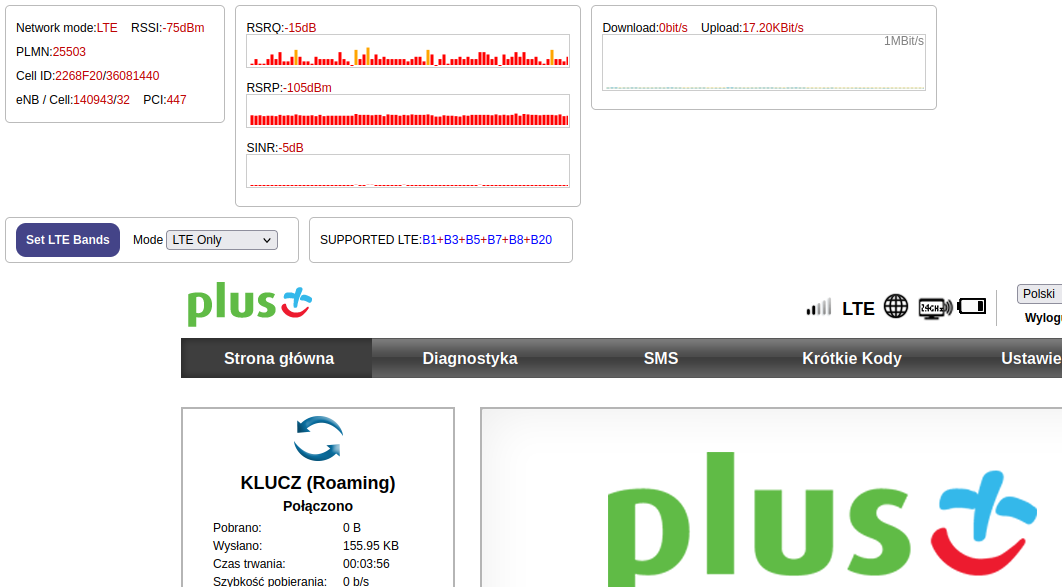 Network mode:LTE RSSI:-75dBm
PLMN:25503
Cell ID:2268F20/36081440
eNB / Cell:140943/32 PCI:447
RSRQ:-15dB
RSRP:-105dBm
SINR:-5dB
Download:0bit/s Upload:17.20KBit/s
1MBit/s
Set LTE Bands Mode LTE Only
SUPPORTED LTE:B1+B3+B5+B7+B8+B20
plus
LTE
2.4GHz
Polski
Wylogu
Strona główna Diagnostyka SMS Krótkie Kody Ustawie
KLUCZ (Roaming)
Połączono
Pobrano: 0 B
Wysłano: 155.95 KB
Czas trwania: 00:03:56
Szybkość pobierania: 0 b/s
plus